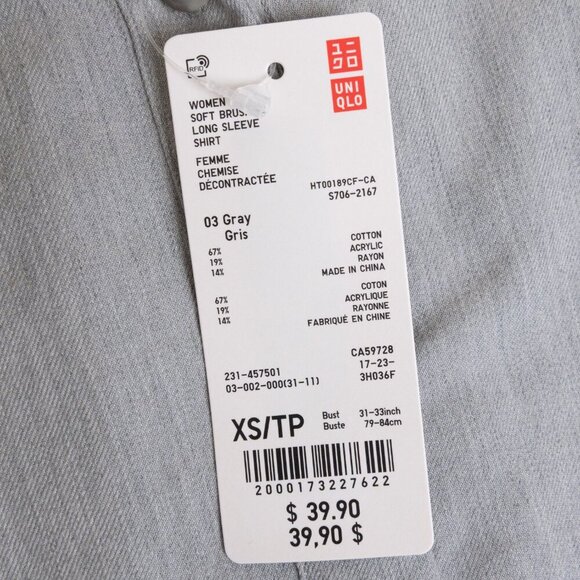 RFID
ユニ
クロ
UNI
QLO
WOMEN
SOFT BRUS
LONG SLEEVE
SHIRT
FEMME
CHEMISE
DÉCONTRACTÉE
HT00189CF-CA
S706-2167
03 Gray
Gris
67% COTTON
19% ACRYLIC
14% RAYON
MADE IN CHINA
67% COTON
19% ACRYLIQUE
14% RAYONNE
FABRIQUÉ EN CHINE
CA59728
231-457501 17-23-
03-002-000(31-11) 3H036F
XS/TP
Bust 31-33inch
Buste 79-84cm
2000173227622
$ 39.90
39,90 $